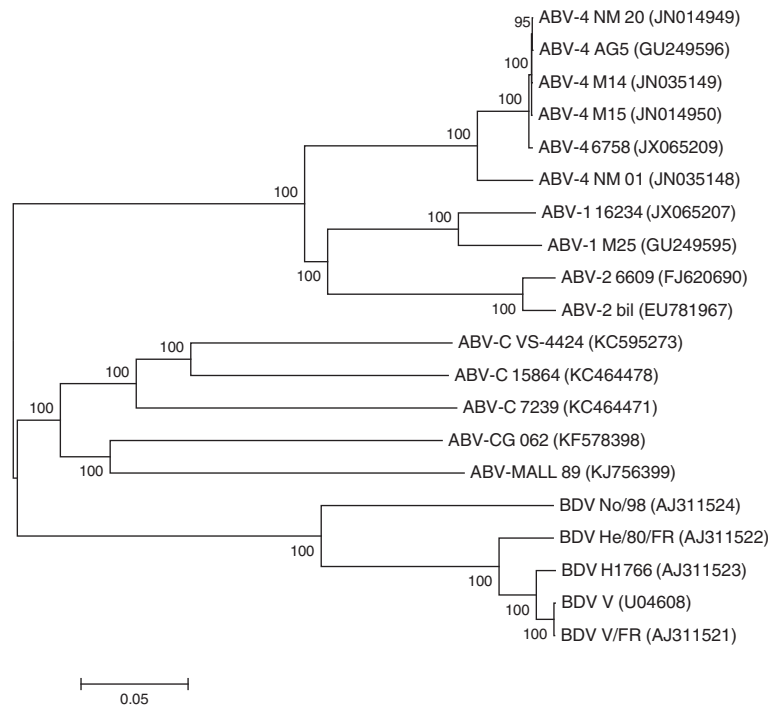 95
ABV-4 NM 20 (JN014949)
ABV-4 AG5 (GU249596)
100
ABV-4 M14 (JN035149)
100
ABV-4 M15 (JN014950)
100
ABV-4 6758 (JX065209)
ABV-4 NM 01 (JN035148)
100
100
ABV-1 16234 (JX065207)
ABV-1 M25 (GU249595)
100
ABV-2 6609 (FJ620690)
100
ABV-2 bil (EU781967)
100
ABV-C VS-4424 (KC595273)
100
ABV-C 15864 (KC464478)
100
ABV-C 7239 (KC464471)
ABV-CG 062 (KF578398)
100
ABV-MALL 89 (KJ756399)
BDV No/98 (AJ311524)
100
BDV He/80/FR (AJ311522)
100
BDV H1766 (AJ311523)
100
BDV V (U04608)
100
BDV V/FR (AJ311521)
0.05